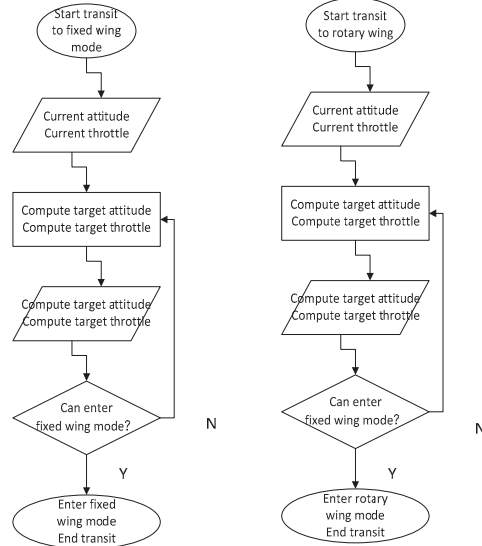 Start transit
to fixed wing
mode
Current attitude
Current throttle
Compute target attitude
Compute target throttle
Compute target attitude
Compute target throttle
Can enter
fixed wing mode?
N
Y
Enter fixed
wing mode
End transit
Start transit
to rotary wing
Current attitude
Current throttle
Compute target attitude
Compute target throttle
Compute target attitude
Compute target throttle
Can enter
fixed wing mode?
N
Y
Enter rotary
wing mode
End transit